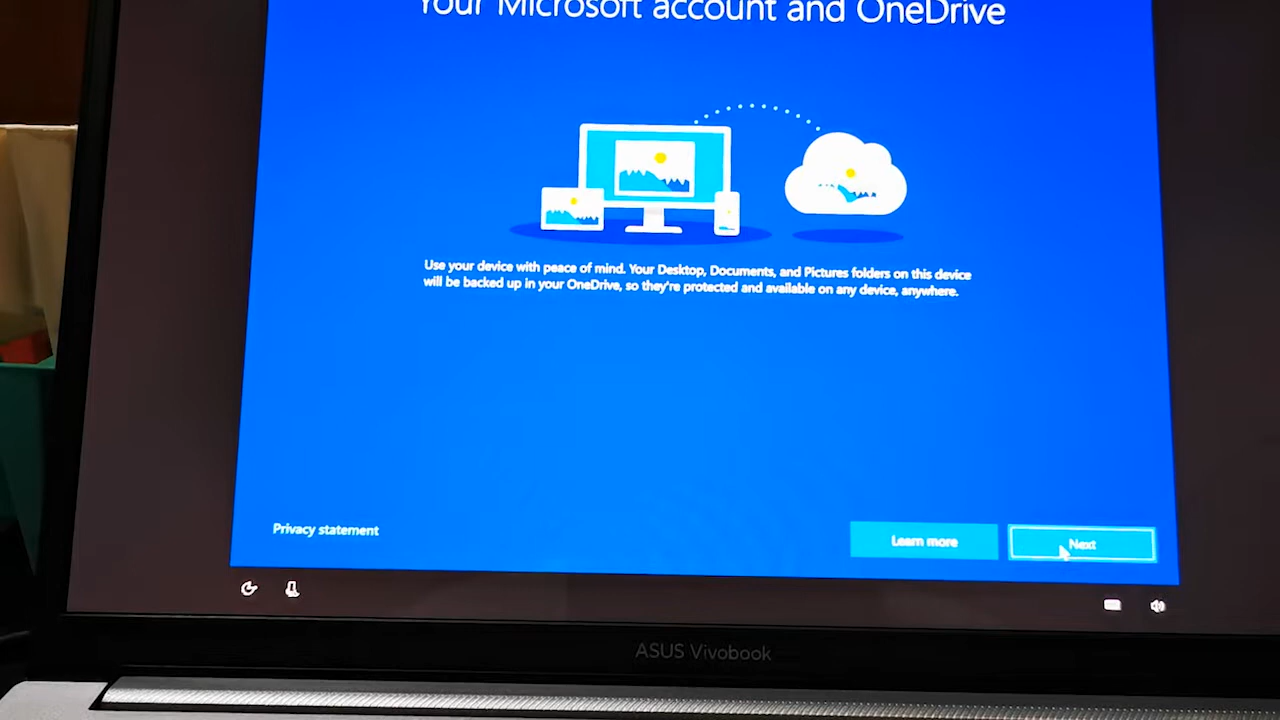 Your Microsoft account and OneDrive
Use your device with peace of mind. Your Desktop, Documents, and Pictures folders on this device
will be backed up in your OneDrive, so they're protected and available on any device, anywhere.
Privacy statement
Learn more
Next
ASUS Vivobook